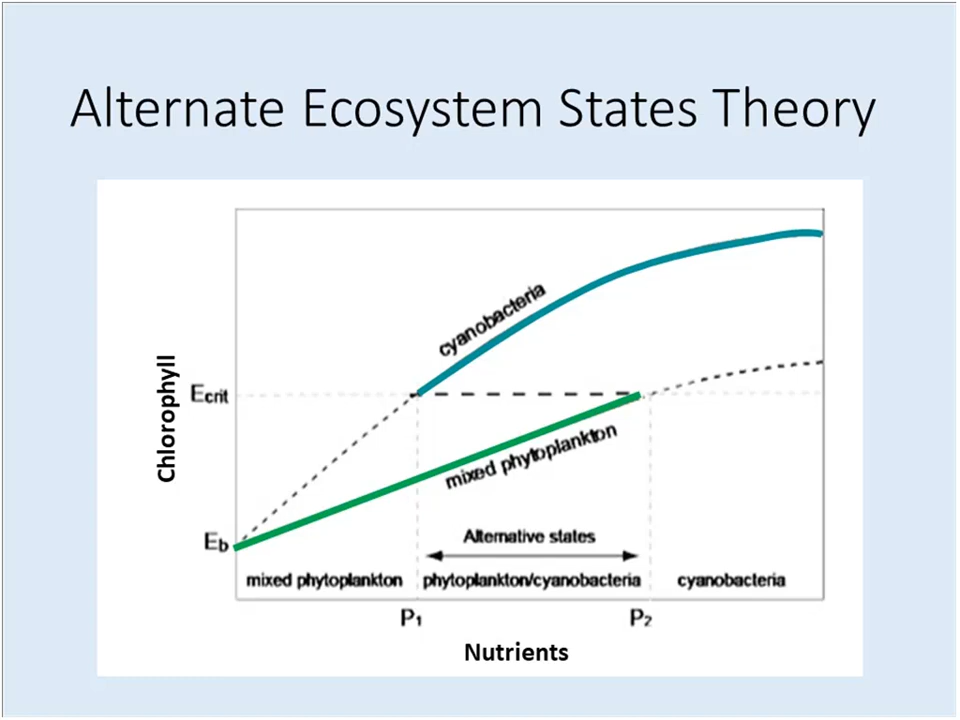 Alternate Ecosystem States Theory
cyanobacteria
Chlorophyll
Ecrit
mixed phytoplankton
Eb
Alternative states
mixed phytoplankton
phytoplankton/cyanobacteria
cyanobacteria
P1
P2
Nutrients